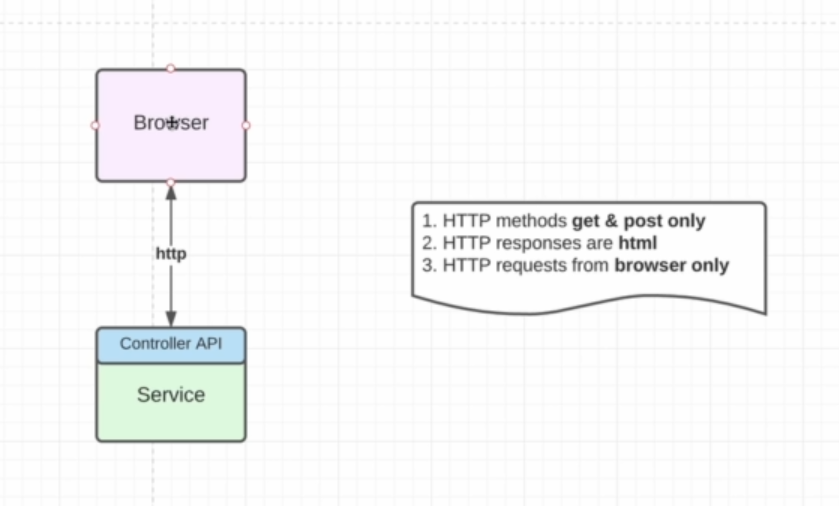 Browser
http
Controller API
Service
1. HTTP methods get & post only
2. HTTP responses are html
3. HTTP requests from browser only